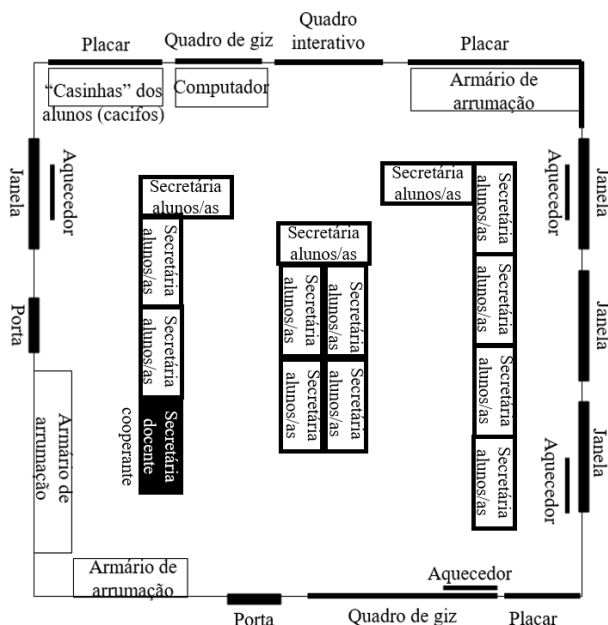 Placar
Quadro de giz
Quadro
interativo
Placar
“Casinhas” dos
alunos (cacifos)
Computador
Armário de
arrumação
Janela
Aquecedor
Porta
Armário de
arrumação
Armário de
arrumação
Secretária
alunos/as
Secretária
alunos/as
Secretária
alunos/as
Secretária
docente
cooperante
Secretária
alunos/as
Secretária
alunos/as
Secretária
alunos/as
Secretária
alunos/as
Secretária
alunos/as
Secretária
alunos/as
Secretária
alunos/as
Secretária
alunos/as
Secretária
alunos/as
Secretária
alunos/as
Aquecedor
Janela
Janela
Aquecedor
Janela
Aquecedor
Porta
Quadro de giz
Placar